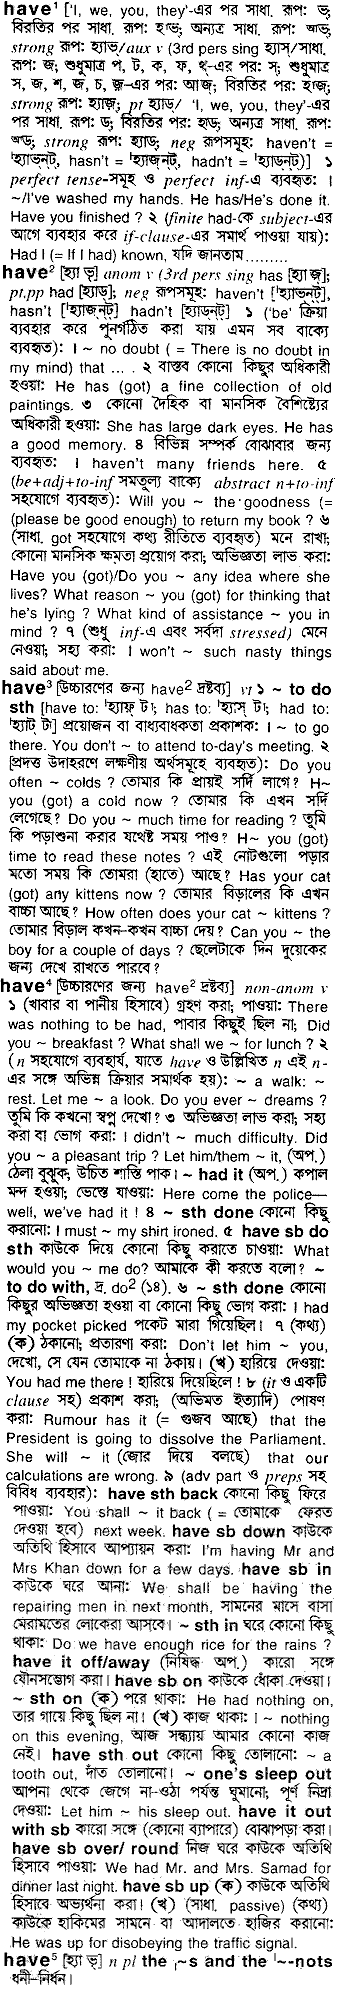 have¹ ['I, we, you, they'-এর পর সাধা. রূপ: ভ্;
বিরতির পর সাধা. রূপ: হ্যভ্; অন্যত্র সাধা. রূপ: অ্যভ্,
strong রূপ: হ্যাভ্/aux v (3rd pers sing হ্যাস্/সাধা.
রূপ: জ্; শুধুমাত্র প, ট, ক, ফ, থ্-এর পর: স্; শুধুমাত্র
স, জ, শ, জ, চ, জ্-এর পর: আজ়; বিরতির পর: হ্যজ়;
strong রূপ: হ্যাজ়; pt হ্যাড্/ 'I, we, you, they'-এর
পর সাধা. রূপ: ড্; বিরতির পর: হ্যড্; অন্যত্র সাধা. রূপ:
অ্যড্; strong রূপ: হ্যাড্; neg রূপসমূহ: haven't =
'হ্যাভ্‌ন্‌ট্, hasn't = 'হ্যাজ়্‌ন্‌ট্, hadn't = 'হ্যাড্‌ন্‌ট্)] ১
perfect tense-সমূহ ও perfect inf-এ ব্যবহৃত: I
~/I've washed my hands. He has/He's done it.
Have you finished ? ২ (finite had-কে subject-এর
আগে ব্যবহার করে if-clause-এর সমার্থ পাওয়া যায়):
Had I (= If I had) known, যদি জানতাম.........
have² [হ্যাভ্] anom v (3rd pers sing has [হ্যাজ়];
pt.pp had [হ্যাড্]; neg রূপসমূহ: haven't ['হ্যাভ্‌ন্‌ট্],
hasn't ['হ্যাজ়্‌ন্‌ট্] hadn't [হ্যাড্‌ন্‌ট্] ১ ('be' ক্রিয়া
ব্যবহার করে পুনর্গঠিত করা যায় এমন সব বাক্যে
ব্যবহৃত): I ~ no doubt ( = There is no doubt in
my mind) that ... . ২ বাস্তব কোনো কিছুর অধিকারী
হওয়া: He has (got) a fine collection of old
paintings. ৩ কোনো দৈহিক বা মানসিক বৈশিষ্ট্যের
অধিকারী হওয়া: She has large dark eyes. He has
a good memory. ৪ বিভিন্ন সম্পর্ক বোঝাবার জন্য
ব্যবহৃত: I haven't many friends here. ৫
(be+adj+to-inf সমতুল্য বাক্যে abstract n+to-inf
সহযোগে ব্যবহৃত): Will you ~ the goodness (=
(please be good enough) to return my book ? ৬
(সাধা. got সহযোগে কথ্য রীতিতে ব্যবহৃত) মনে রাখা;
কোনো মানসিক ক্ষমতা প্রয়োগ করা; অভিজ্ঞতা লাভ করা:
Have you (got)/Do you ~ any idea where she
lives? What reason ~ you (got) for thinking that
he's lying ? What kind of assistance ~ you in
mind ? ৭ (শুধু inf-এ এবং সর্বদা stressed) মেনে
নেওয়া; সহ্য করা: I won't ~ such nasty things
said about me.
have³ [উচ্চারণের জন্য have² দ্রষ্টব্য] vt ১ ~ to do
sth [have to: 'হ্যাফ্ টা; has to: 'হ্যাস্ টা; had to:
'হ্যাট্ টা] প্রয়োজন বা বাধ্যবাধকতা প্রকাশক: I ~ to go
there. You don't ~ to attend to-day's meeting. ২
[প্রদত্ত উদাহরণে লক্ষণীয় অর্থসমূহে ব্যবহৃত): Do you
often ~ colds ? তোমার কি প্রায়ই সর্দি লাগে? H~
you (got) a cold now ? তোমার কি এখন সর্দি
লেগেছে? Do you ~ much time for reading ? তুমি
কি পড়াশুনা করার যথেষ্ট সময় পাও? H~ you (got)
time to read these notes ? এই নোটগুলো পড়ার
মতো সময় কি তোমরা (হাতে) আছে? Has your cat
(got) any kittens now ? তোমার বিড়ালের কি এখন
বাচ্চা আছে? How often does your cat ~ kittens ?
তোমার বিড়াল কখন–কখন বাচ্চা দেয়? Can you ~ the
boy for a couple of days ? ছেলেটাকে দিন দুয়েকের
জন্য দেখে রাখতে পারবে?
have⁴ [উচ্চারণের জন্য have² দ্রষ্টব্য] non-anom v
১ (খাবার বা পানীয় হিসাবে) গ্রহণ করা; পাওয়া: There
was nothing to be had, পাবার কিছুই ছিল না; Did
you ~ breakfast ? What shall we ~ for lunch ? ২
(n সহযোগে ব্যবহার্য, যাতে have ও উল্লিখিত n এই n-
এর সঙ্গে অভিন্ন ক্রিয়ার সমার্থক হয়): ~ a walk: ~
rest. Let me ~ a look. Do you ever ~ dreams ?
তুমি কি কখনো স্বপ্ন দেখো? ৩ অভিজ্ঞতা লাভ করা; সহ্য
করা বা ভোগ করা: I didn't ~ much difficulty. Did
you ~ a pleasant trip ? Let him/them ~ it, (অপ.)
ঠেলা বুঝুক; উচিত শাস্তি পাক। ~ had it (অপ.) কপাল
মন্দ হওয়া; ভেস্তে যাওয়া: Here come the police—
well, we've had it ! ৪ ~ sth done কোনো কিছু
করানো: I must ~ my shirt ironed. ৫ have sb do
sth কাউকে দিয়ে কোনো কিছু করাতে চাওয়া: What
would you ~ me do? আমাকে কী করতে বলো? ~
to do with, দ্র. do² (১৪). ৬ ~ sth done কোনো
কিছুর অভিজ্ঞতা হওয়া বা কোনো কিছু ভোগ করা: I had
my pocket picked পকেট মারা গিয়েছিল। ৭ (কথ্য)
(ক) ঠকানো; প্রতারণা করা: Don't let him ~ you,
দেখো, সে যেন তোমাকে না ঠকায়। (খ) হারিয়ে দেওয়া:
You had me there ! হারিয়ে দিয়েছিলে ! ৮ (it ও একটি
clause সহ) প্রকাশ করা; (অভিমত ইত্যাদি) পোষণ
করা: Rumour has it (= গুজব আছে) that the
President is going to dissolve the Parliament.
She will ~ it (জোর দিয়ে বলছে) that our
calculations are wrong. ৯ (adv part ও preps সহ
বিবিধ ব্যবহার): have sth back কোনো কিছু ফিরে
পাওয়া: You shall ~ it back ( = তোমাকে ফেরত
দেওয়া হবে) next week. have sb down কাউকে
অতিথি হিসাবে আপ্যায়ন করা: I'm having Mr and
Mrs Khan down for a few days. have sb in
কাউকে ঘরে আনা: We shall be having the
repairing men in next month, সামনের মাসে বাসা
মেরামতের লোকেরা আসবে। ~ sth in ঘরে কোনো কিছু
থাকা: Do we have enough rice for the rains ?
have it off/away (নিষিদ্ধ অপ.) কারো সঙ্গে
যৌনসম্ভোগ করা। have sb on কাউকে ধোঁকা দেওয়া।
~ sth on (ক) পরে থাকা: He had nothing on,
তার গায়ে কিছু ছিল না। (খ) কাজ থাকা: I ~ nothing
on this evening, আজ সন্ধ্যায় আমার কোনো কাজ
নেই। have sth out কোনো কিছু তোলানো: ~ a
tooth out, দাঁত তোলানো। ~ one's sleep out
আপনা থেকে জেগে না-ওঠা পর্যন্ত ঘুমানো; পূর্ণ নিদ্রা
দেওয়া: Let him ~ his sleep out. have it out
with sb কারো সঙ্গে (কোনো ব্যাপারে) বোঝাপড়া করা।
have sb over/ round নিজ ঘরে কাউকে অতিথি
হিসাবে পাওয়া: We had Mr. and Mrs. Samad for
dinner last night. have sb up (ক) কাউকে অতিথি
হিসাবে অভ্যর্থনা করা। (খ) (সাধা. passive) (কথ্য)
কাউকে হাকিমের সামনে বা আদালতে হাজির করানো:
He was up for disobeying the traffic signal.
have⁵ [হ্যাভ্] n pl the ˌ~s and the ˈ~-nots
ধনী–নির্ধন।